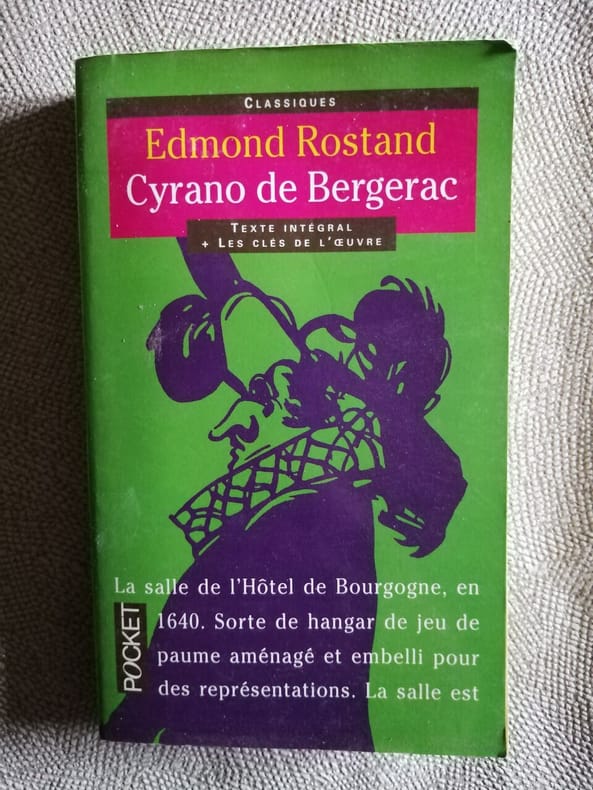 CLASSIQUES
Edmond Rostand
Cyrano de Bergerac
TEXTE INTÉGRAL
+ LES CLÉS DE L'ŒUVRE
La salle de l'Hôtel de Bourgogne, en
1640. Sorte de hangar de jeu de
paume aménagé et embelli pour
des représentations. La salle est
POCKET